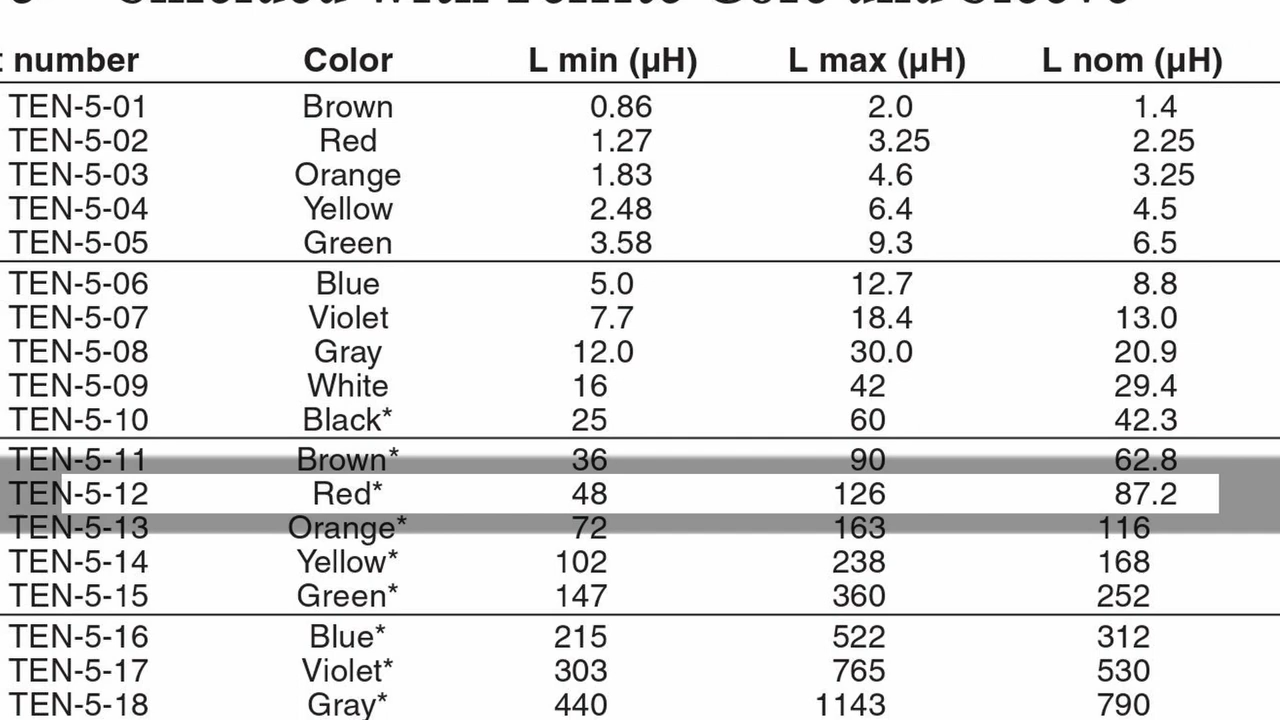 number Color L min (µH) L max (µH) L nom (µH)
TEN-5-01 Brown 0.86 2.0 1.4
TEN-5-02 Red 1.27 3.25 2.25
TEN-5-03 Orange 1.83 4.6 3.25
TEN-5-04 Yellow 2.48 6.4 4.5
TEN-5-05 Green 3.58 9.3 6.5
TEN-5-06 Blue 5.0 12.7 8.8
TEN-5-07 Violet 7.7 18.4 13.0
TEN-5-08 Gray 12.0 30.0 20.9
TEN-5-09 White 16 42 29.4
TEN-5-10 Black* 25 60 42.3
TEN-5-11 Brown* 36 90 62.8
TEN-5-12 Red* 48 126 87.2
TEN-5-13 Orange* 72 163 116
TEN-5-14 Yellow* 102 238 168
TEN-5-15 Green* 147 360 252
TEN-5-16 Blue* 215 522 312
TEN-5-17 Violet* 303 765 530
TEN-5-18 Gray* 440 1143 790